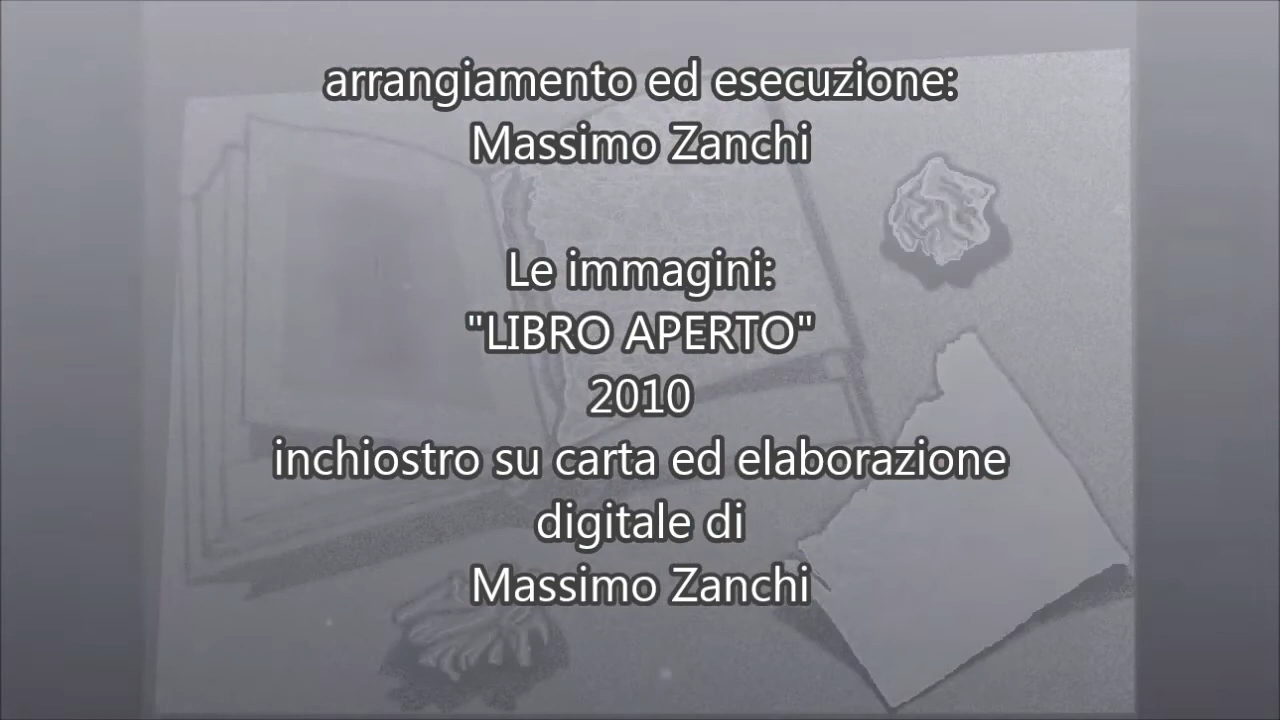 arrangiamento ed esecuzione:
Massimo Zanchi
Le immagini:
"LIBRO APERTO"
2010
inchiostro su carta ed elaborazione
digitale di
Massimo Zanchi